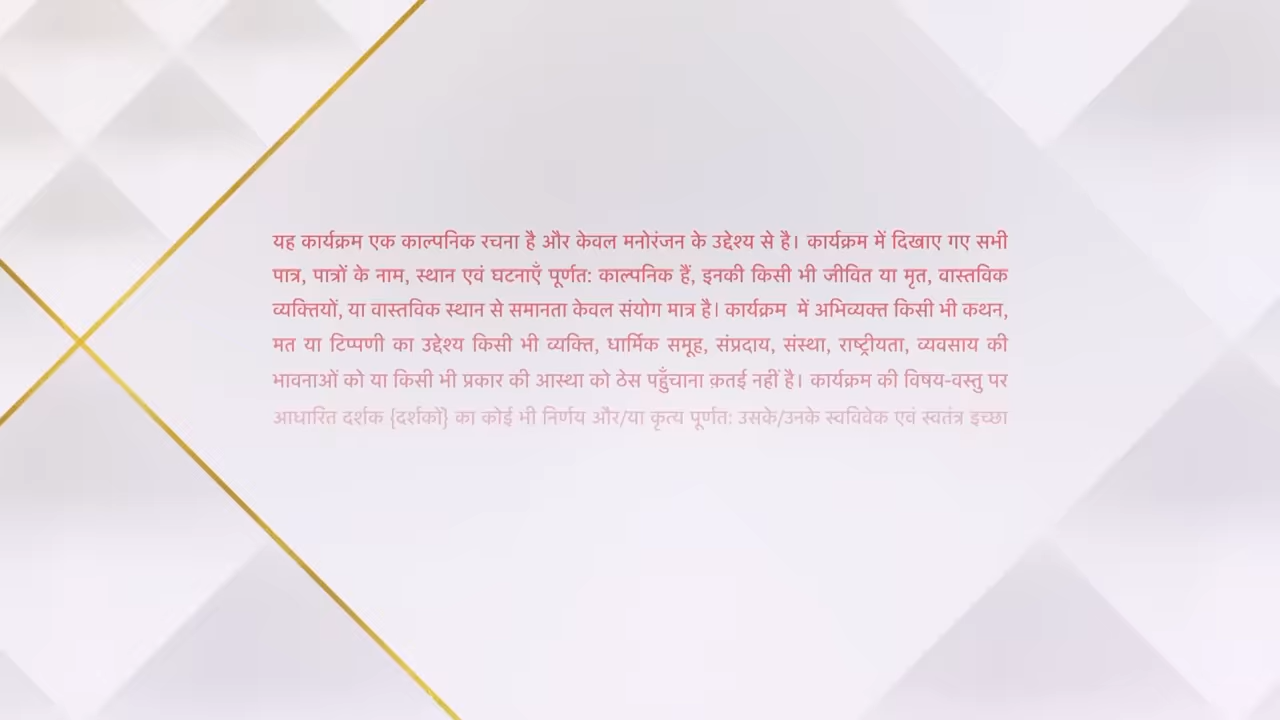 यह कार्यक्रम एक काल्पनिक रचना है और केवल मनोरंजन के उद्देश्य से है। कार्यक्रम में दिखाए गए सभी
पात्र, पात्रों के नाम, स्थान एवं घटनाएँ पूर्णत: काल्पनिक हैं, इनकी किसी भी जीवित या मृत, वास्तविक
व्यक्तियों, या वास्तविक स्थान से समानता केवल संयोग मात्र है। कार्यक्रम में अभिव्यक्त किसी भी कथन,
मत या टिप्पणी का उद्देश्य किसी भी व्यक्ति, धार्मिक समूह, संप्रदाय, संस्था, राष्ट्रीयता, व्यवसाय की
भावनाओं को या किसी भी प्रकार की आस्था को ठेस पहुँचाना क़तई नहीं है। कार्यक्रम की विषय-वस्तु पर
आधारित दर्शक {दर्शकों} का कोई भी निर्णय और/या कृत्य पूर्णत: उसके/उनके स्वविवेक एवं स्वतंत्र इच्छा